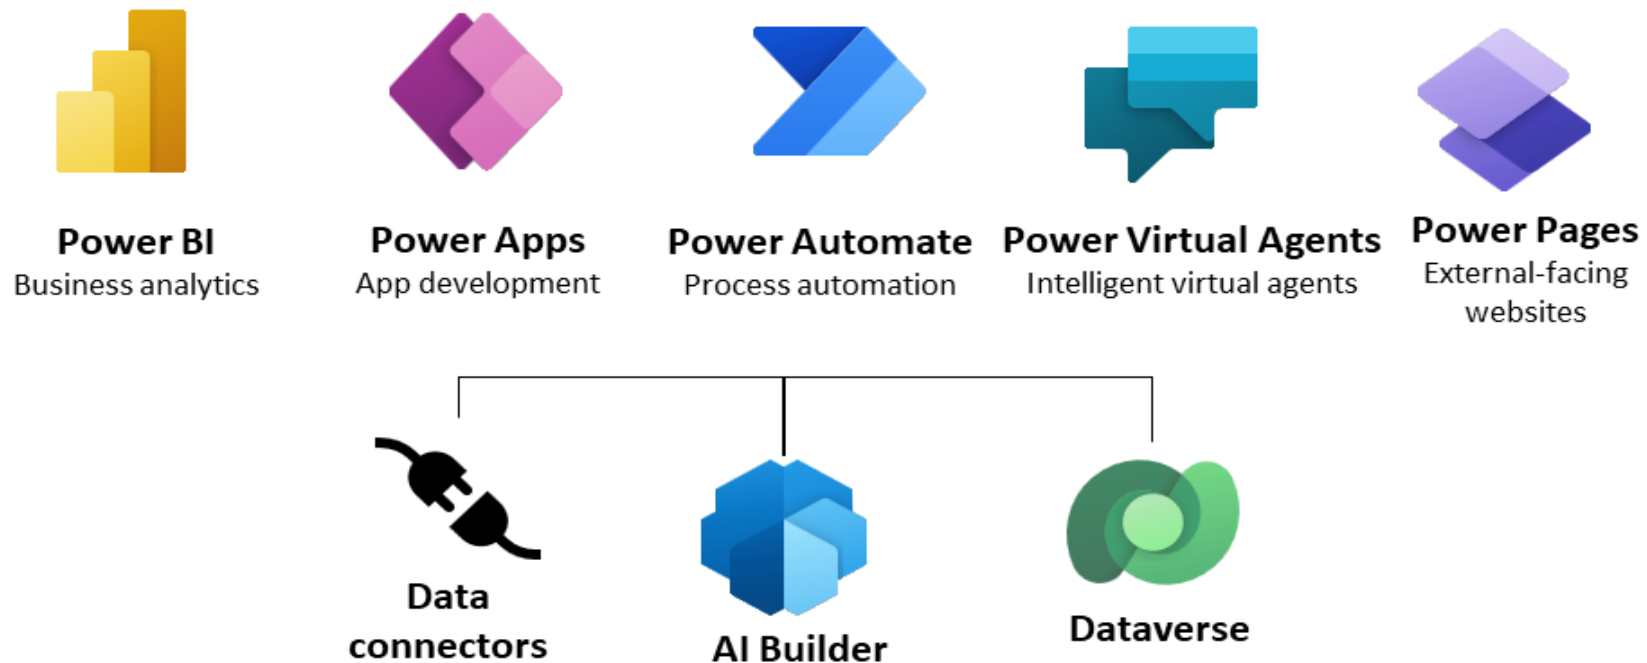 Power BI
Business analytics
Power Apps
App development
Power Automate
Process automation
Power Virtual Agents
Intelligent virtual agents
Power Pages
External-facing
websites
Data
connectors
AI Builder
Dataverse